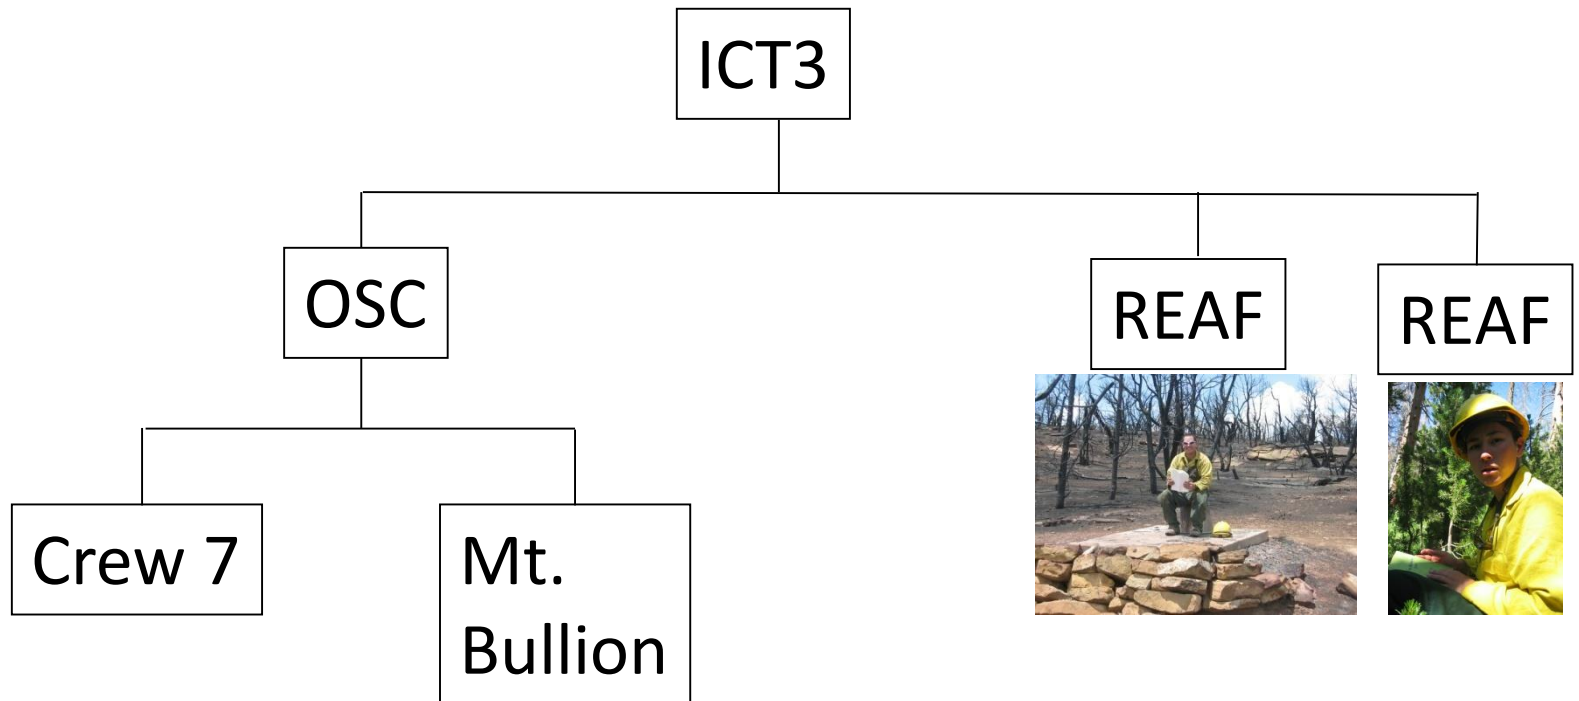 ICT3
OSC
REAF
REAF
Crew 7
Mt.
Bullion